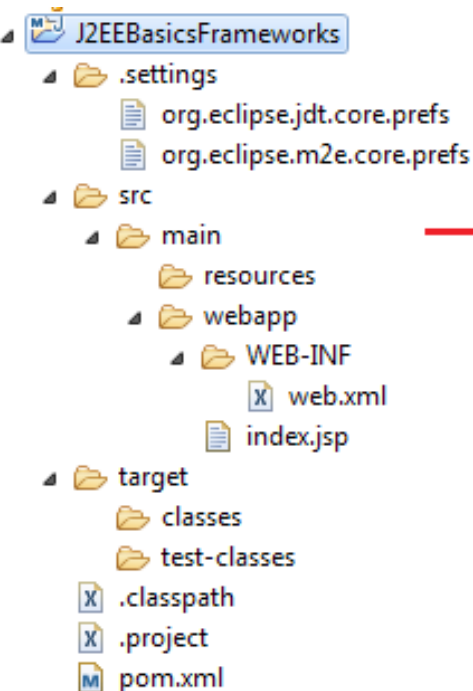 J2EEBasicsFrameworks
.settings
org.eclipse.jdt.core.prefs
org.eclipse.m2e.core.prefs
src
main
resources
webapp
WEB-INF
web.xml
index.jsp
target
classes
test-classes
.classpath
.project
pom.xml